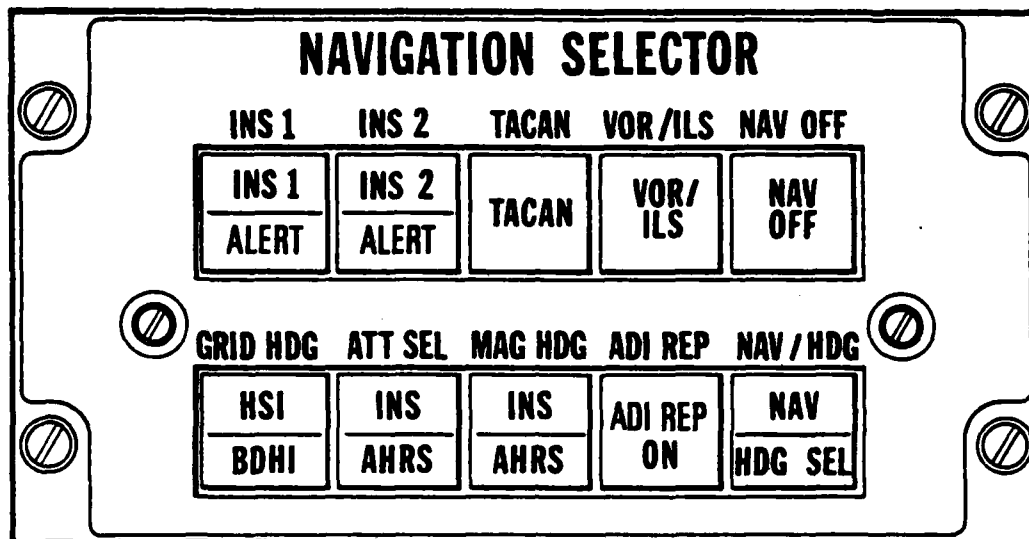 NAVIGATION SELECTOR
INS 1 INS 2 TACAN VOR/ILS NAV OFF
INS 1 INS 2 TACAN VOR/ NAV
ALERT ALERT ILS OFF
GRID HDG ATT SEL MAG HDG ADI REP NAV/HDG
HSI INS INS ADI REP NAV
BDHI AHRS AHRS ON HDG SEL